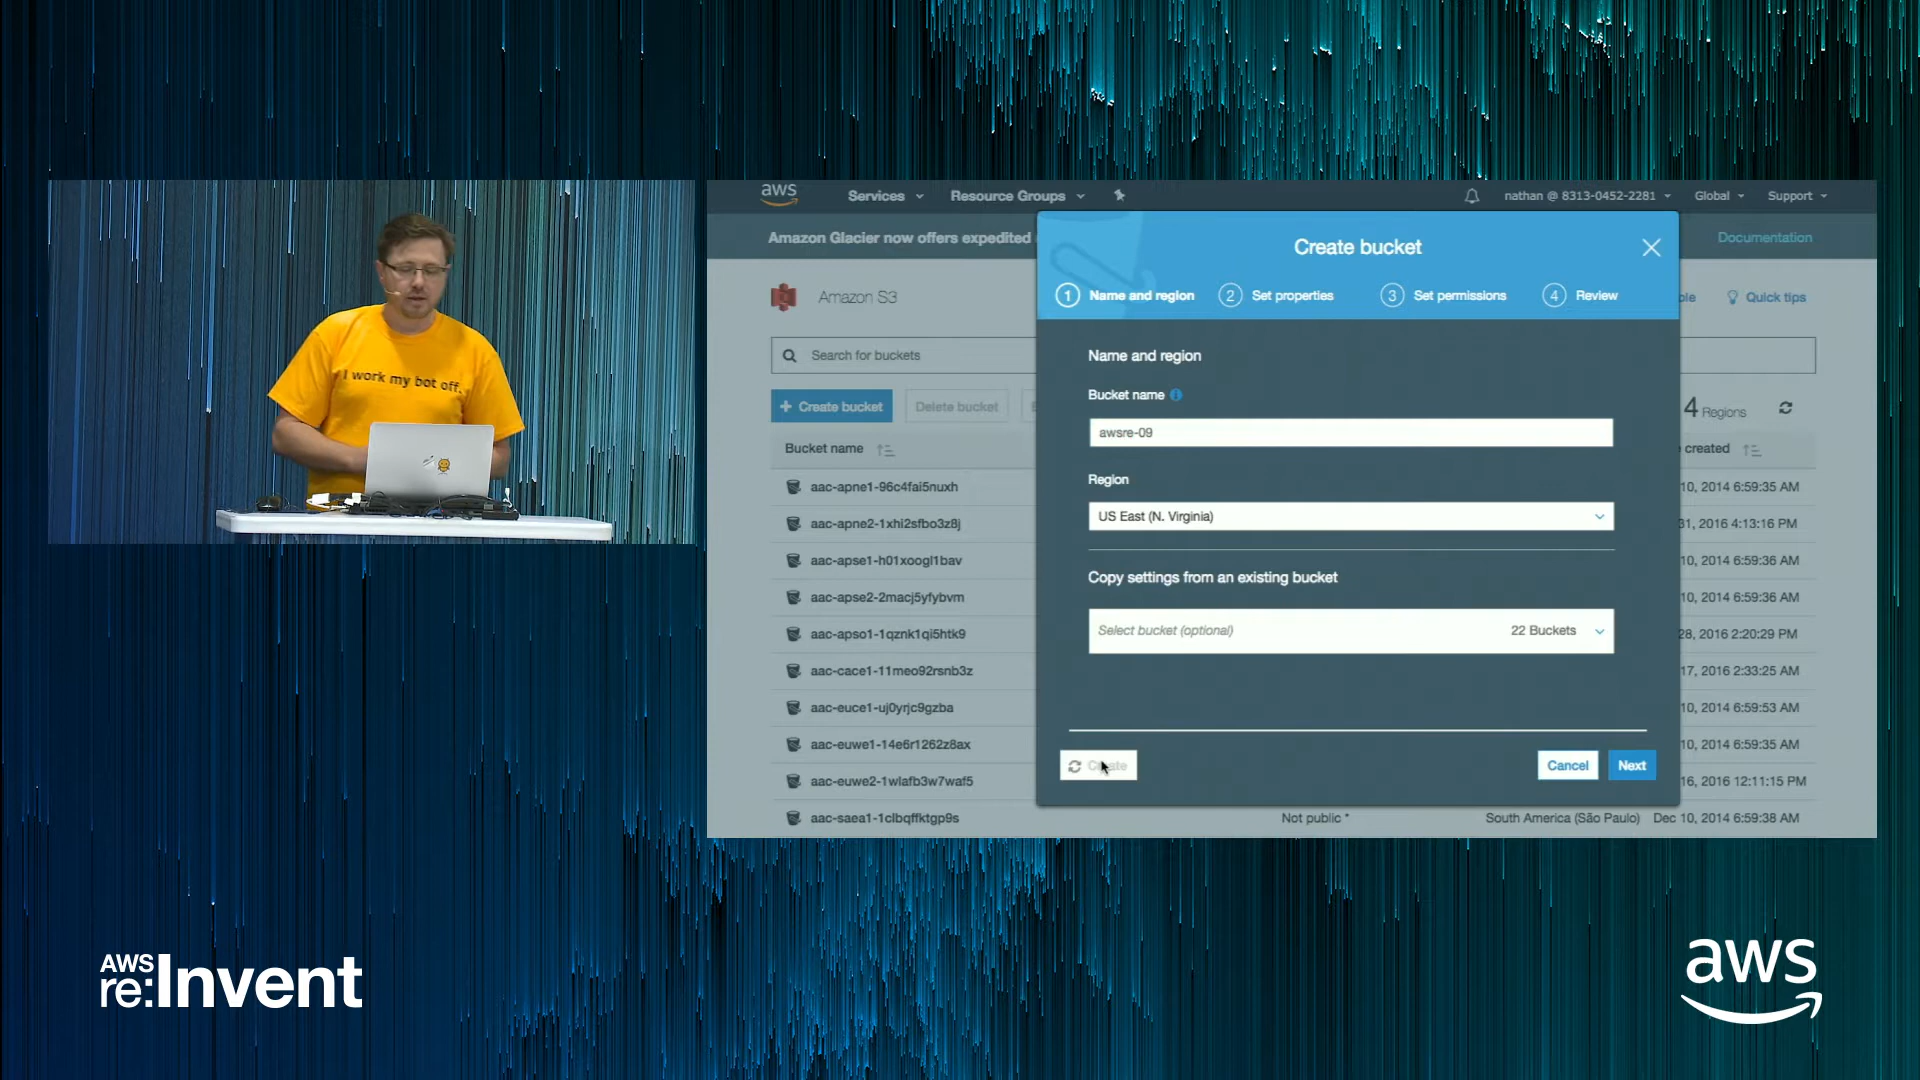 I work my bot off.
aws
Services
Resource Groups
nathan @ 8313-0452-2281
Global
Support
Amazon Glacier now offers expedited
Documentation
Amazon S3
Quick tips
Search for buckets
Create bucket
Delete bucket
4 Regions
Bucket name
created
aac-apne1-96c4fai5nuxh
10, 2014 6:59:35 AM
aac-apne2-1xhi2sfbo3z8j
31, 2016 4:13:16 PM
aac-apse1-h01xoogl1bav
10, 2014 6:59:36 AM
aac-apse2-2macj5yfybvm
10, 2014 6:59:36 AM
aac-apso1-1qznk1qi5htk9
28, 2016 2:20:29 PM
aac-cace1-11meo92rsnb3z
17, 2016 2:33:25 AM
aac-euce1-uj0yrjc9gzba
10, 2014 6:59:53 AM
aac-euwe1-14e6r1262z8ax
10, 2014 6:59:35 AM
aac-euwe2-1wlafb3w7waf5
16, 2016 12:11:15 PM
aac-saea1-1clbqffktgp9s
Not public *
South America (São Paulo)
Dec 10, 2014 6:59:38 AM
Create bucket
1 Name and region
2 Set properties
3 Set permissions
4 Review
Name and region
Bucket name
awsre-09
Region
US East (N. Virginia)
Copy settings from an existing bucket
Select bucket (optional)
22 Buckets
Create
Cancel
Next
AWS
re:Invent
aws